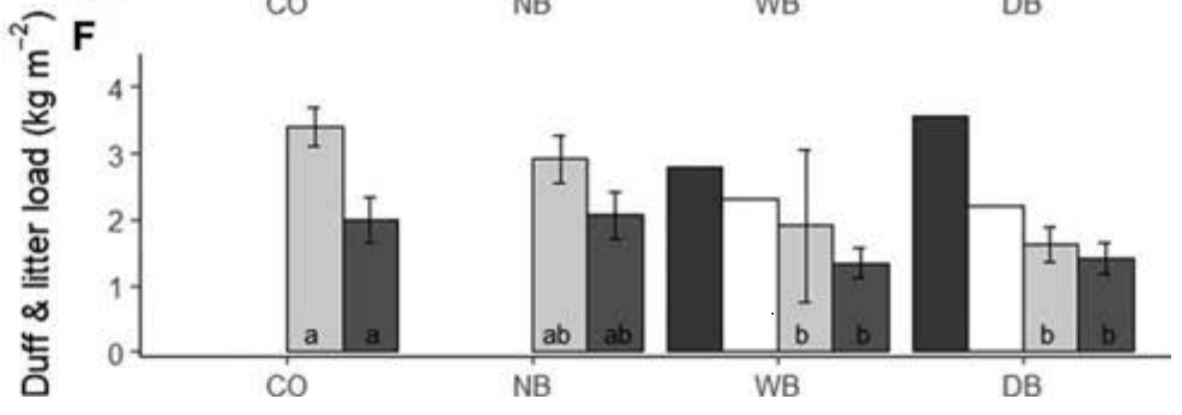 CO NB WB DB
F
Duff & litter load (kg m⁻²)
4
3
2
1
0
a a ab ab b b b b
CO NB WB DB